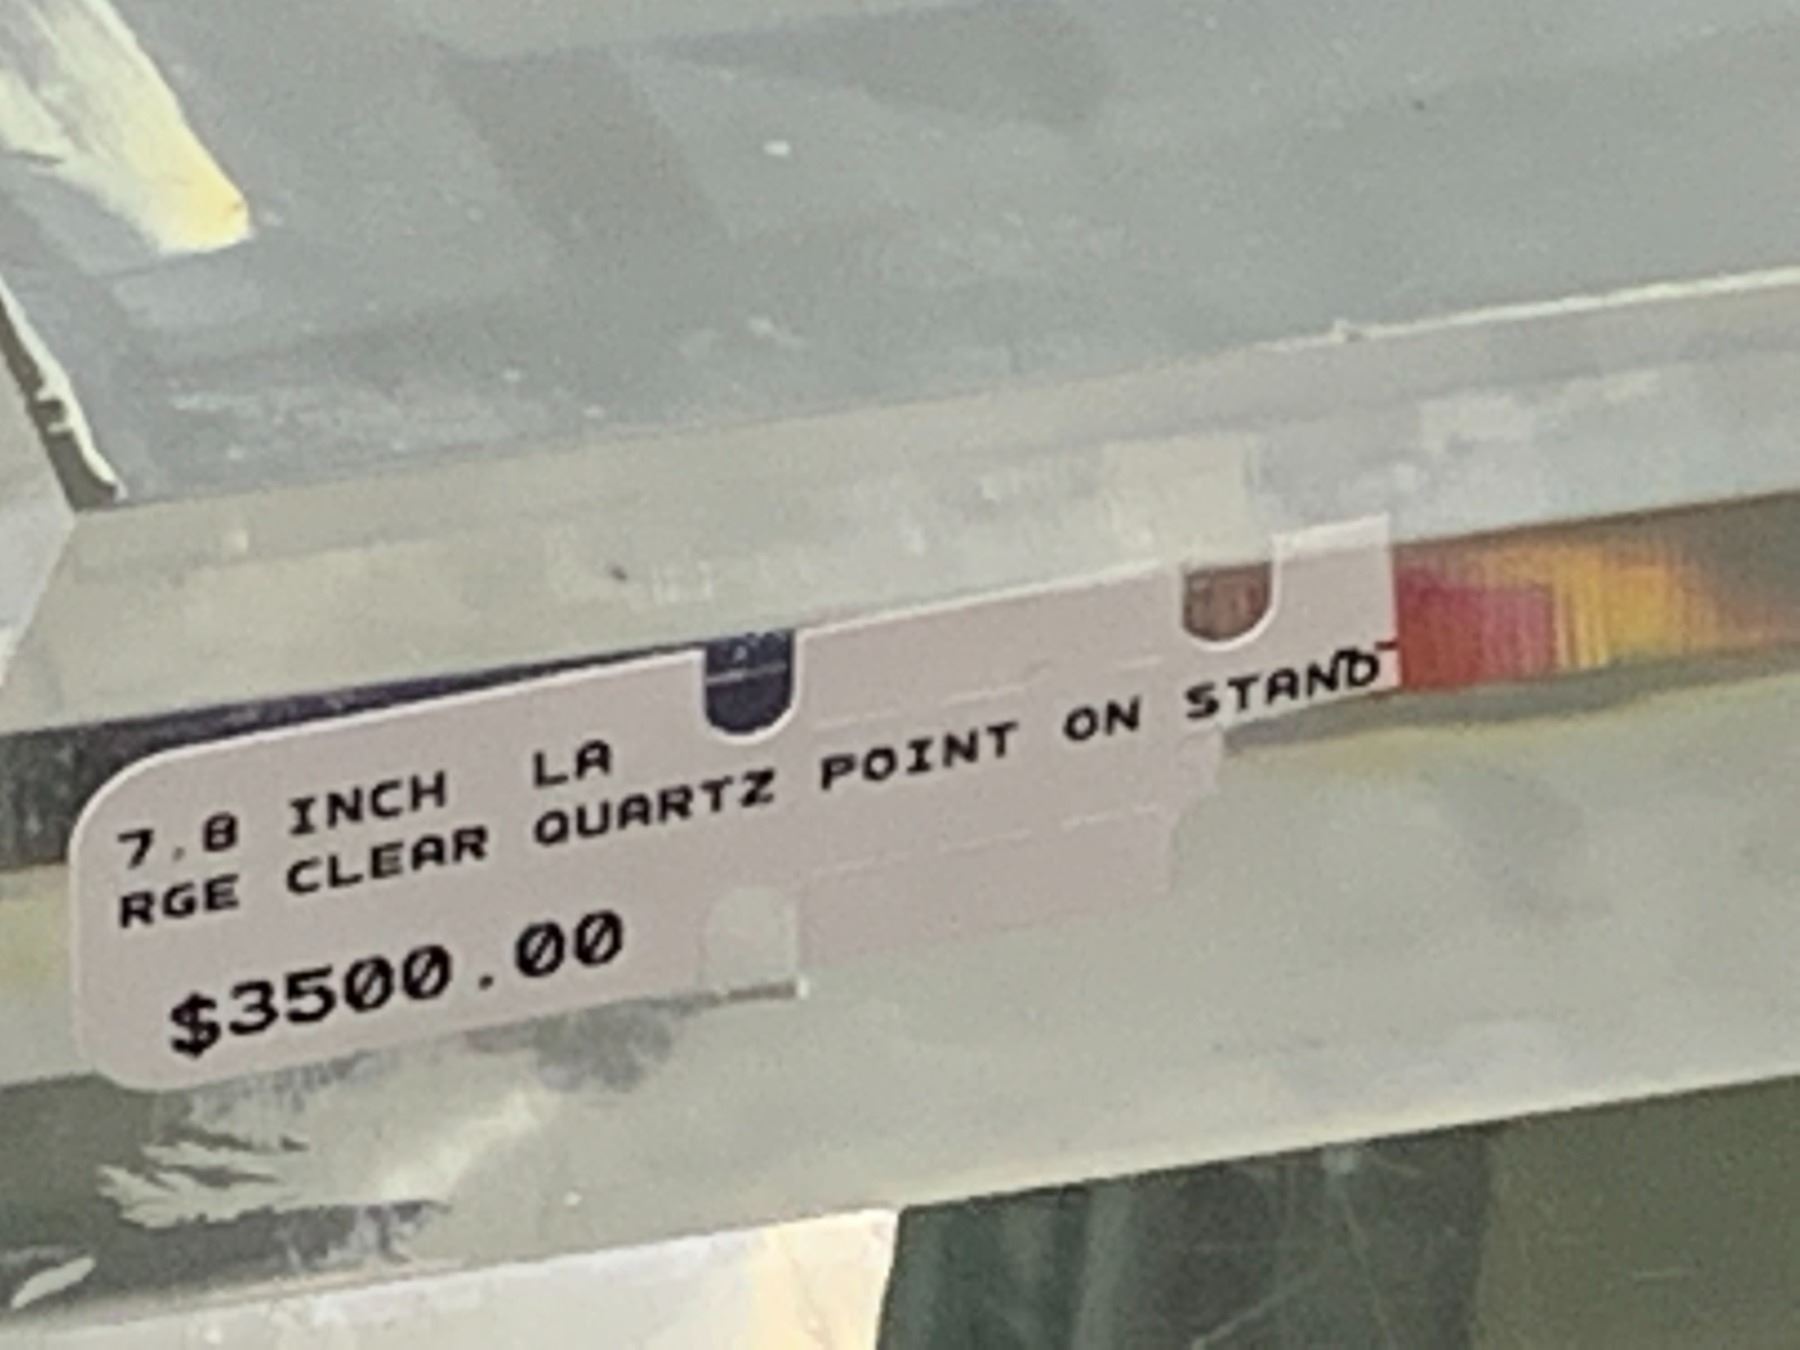 7.8 INCH LA
RGE CLEAR QUARTZ POINT ON STAND
$3500.00